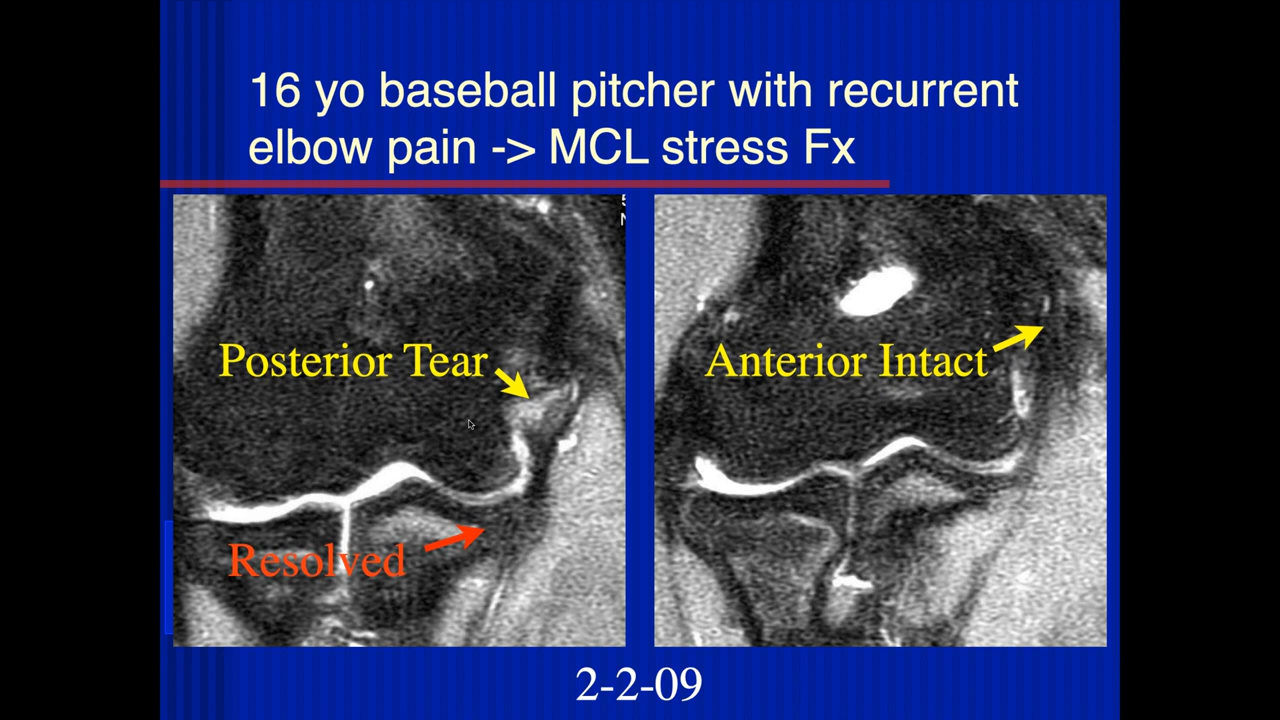 16 yo baseball pitcher with recurrent
elbow pain -> MCL stress Fx
5
N
Posterior Tear
Anterior Intact
Resolved
2-2-09